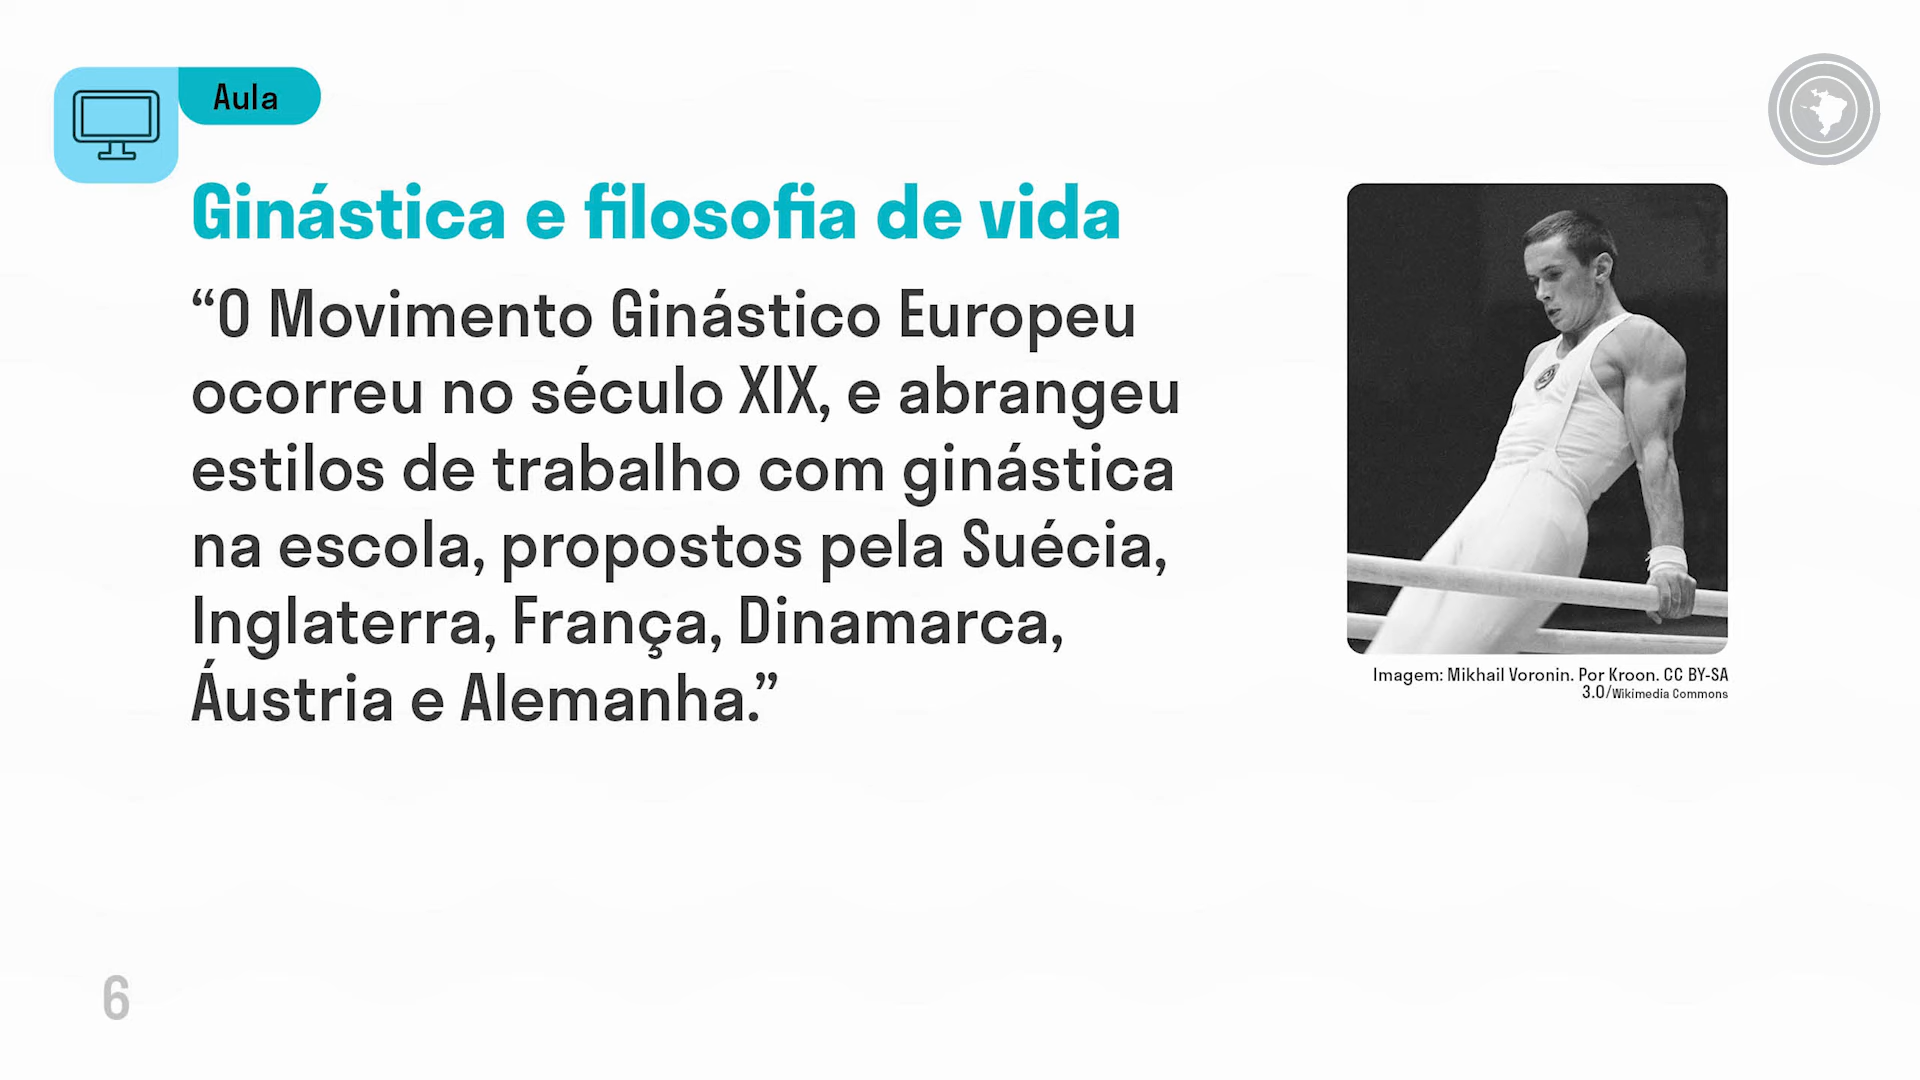 Aula
Ginástica e filosofia de vida
“O Movimento Ginástico Europeu
ocorreu no século XIX, e abrangeu
estilos de trabalho com ginástica
na escola, propostos pela Suécia,
Inglaterra, França, Dinamarca,
Áustria e Alemanha.”
Imagem: Mikhail Voronin. Por Kroon. CC BY-SA
3.0/Wikimedia Commons
6